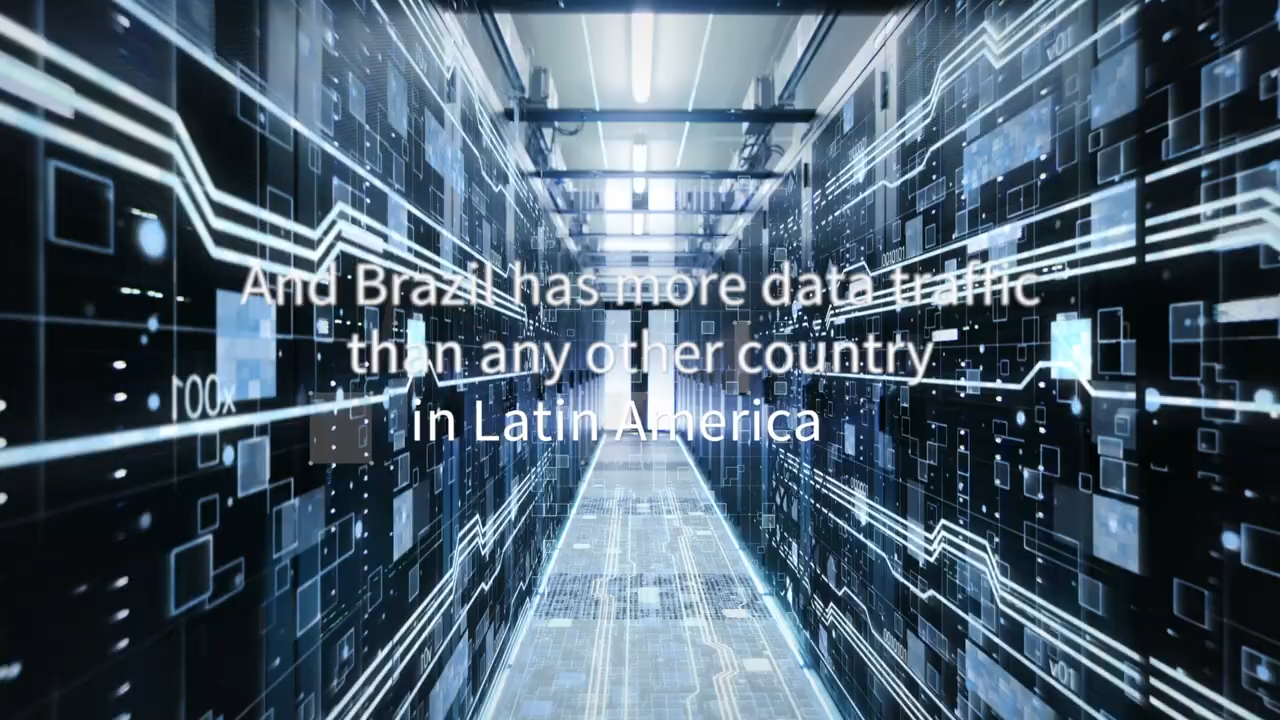 And Brazil has more data traffic
than any other country
in Latin America